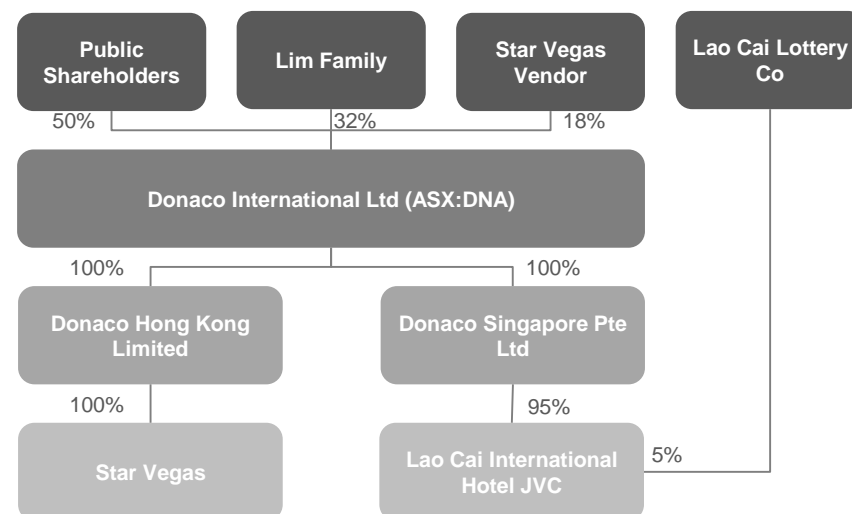 Public
Shareholders
Lim Family
Star Vegas
Vendor
Lao Cai Lottery
Co
50%
32%
18%
Donaco International Ltd (ASX:DNA)
100%
100%
Donaco Hong Kong
Limited
Donaco Singapore Pte
Ltd
100%
95%
Star Vegas
Lao Cai International
Hotel JVC
5%